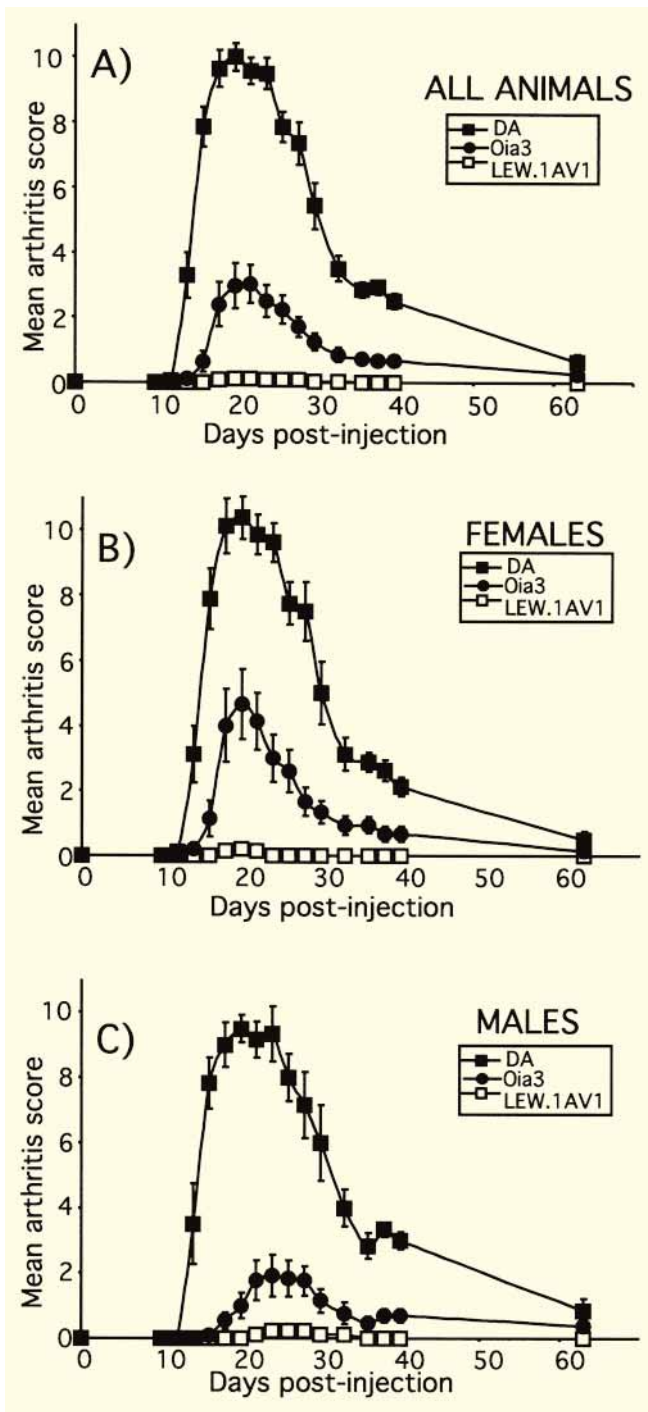 A)
ALL ANIMALS
DA
Oia3
LEW.1AV1
Mean arthritis score
10
8
6
4
2
0
0 10 20 30 40 50 60
Days post-injection
B)
FEMALES
DA
Oia3
LEW.1AV1
Mean arthritis score
10
8
6
4
2
0
0 10 20 30 40 50 60
Days post-injection
C)
MALES
DA
Oia3
LEW.1AV1
Mean arthritis score
10
8
6
4
2
0
0 10 20 30 40 50 60
Days post-injection